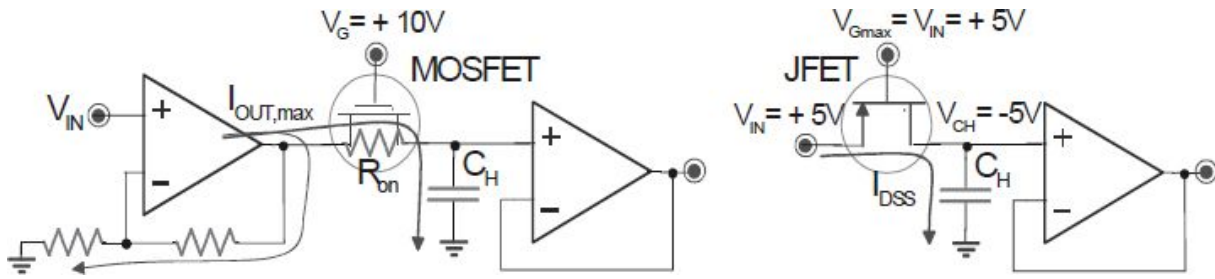 V_G = + 10V
MOSFET
V_IN
I_OUT,max
+
-
R_on
C_H
+
-
V_Gmax = V_IN = + 5V
JFET
V_IN = + 5V
V_CH = -5V
I_DSS
C_H
+
-